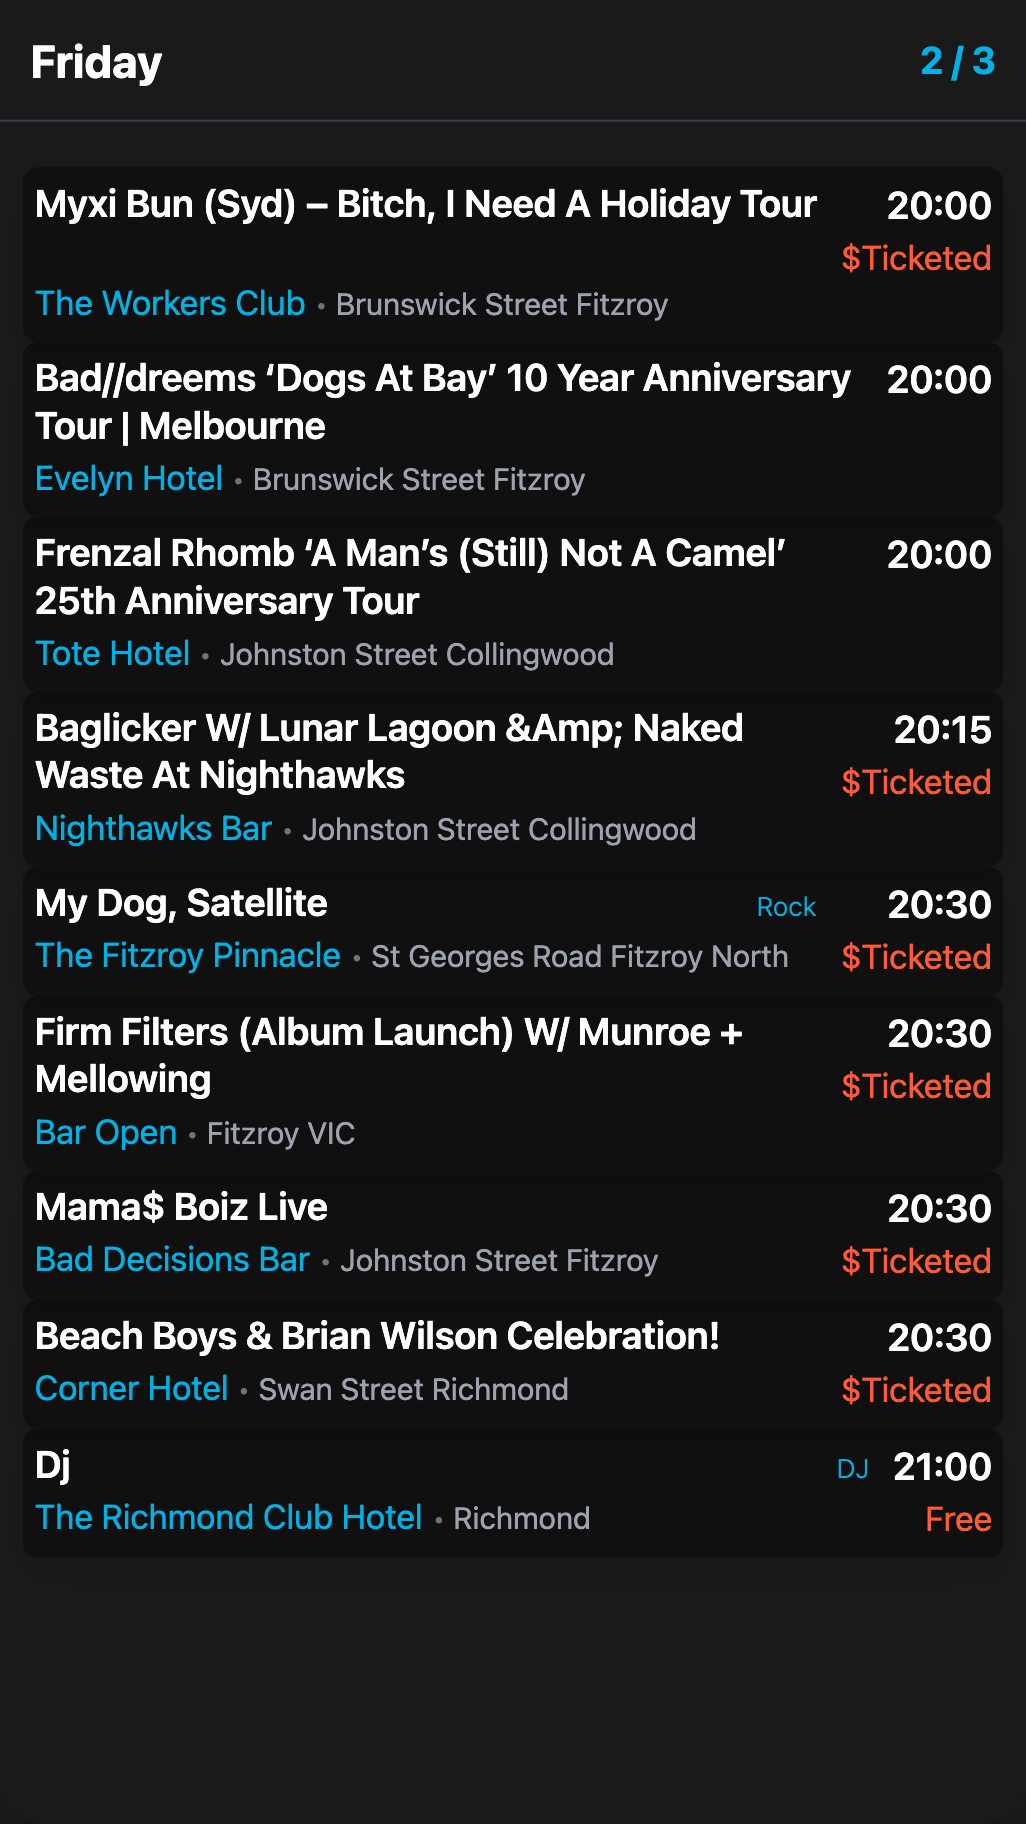 Friday 2 / 3
Myxi Bun (Syd) – Bitch, I Need A Holiday Tour 20:00
$Ticketed
The Workers Club • Brunswick Street Fitzroy
Bad//dreems ‘Dogs At Bay’ 10 Year Anniversary 20:00
Tour | Melbourne
Evelyn Hotel • Brunswick Street Fitzroy
Frenzal Rhomb ‘A Man’s (Still) Not A Camel’ 20:00
25th Anniversary Tour
Tote Hotel • Johnston Street Collingwood
Baglicker W/ Lunar Lagoon &Amp; Naked 20:15
Waste At Nighthawks $Ticketed
Nighthawks Bar • Johnston Street Collingwood
My Dog, Satellite Rock 20:30
The Fitzroy Pinnacle • St Georges Road Fitzroy North $Ticketed
Firm Filters (Album Launch) W/ Munroe + 20:30
Mellowing $Ticketed
Bar Open • Fitzroy VIC
Mama$ Boiz Live 20:30
Bad Decisions Bar • Johnston Street Fitzroy $Ticketed
Beach Boys & Brian Wilson Celebration! 20:30
Corner Hotel • Swan Street Richmond $Ticketed
Dj DJ 21:00
The Richmond Club Hotel • Richmond Free